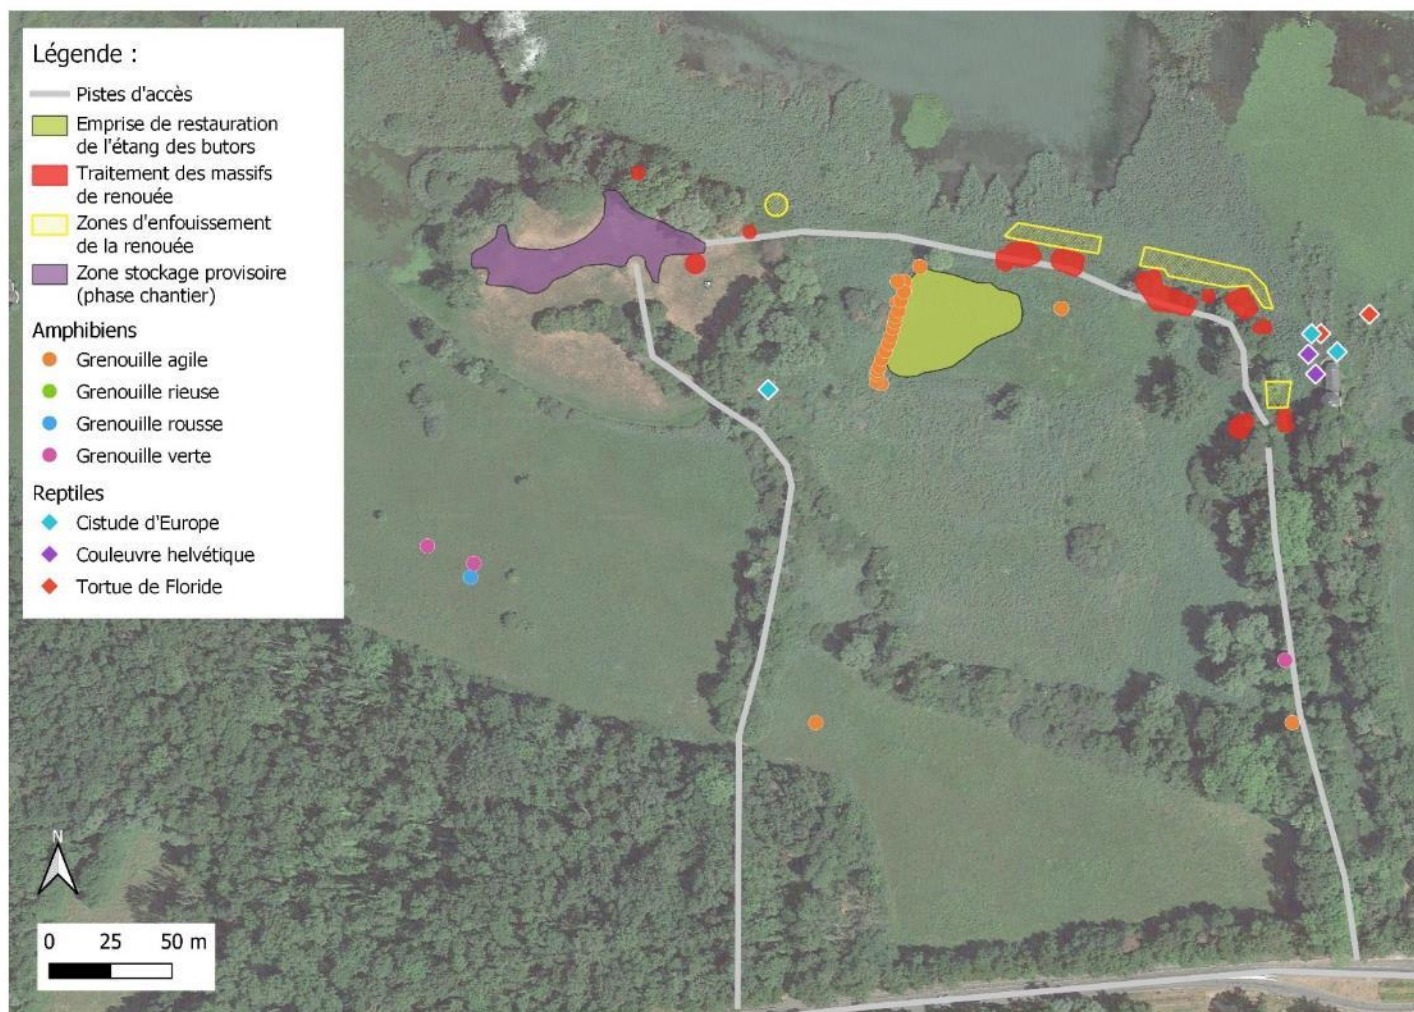 Légende :
Pistes d'accès
Emprise de restauration
de l'étang des butors
Traitement des massifs
de renouée
Zones d'enfouissement
de la renouée
Zone stockage provisoire
(phase chantier)
Amphibiens
Grenouille agile
Grenouille rieuse
Grenouille rousse
Grenouille verte
Reptiles
Cistude d'Europe
Couleuvre helvétique
Tortue de Floride
N
0 25 50 m